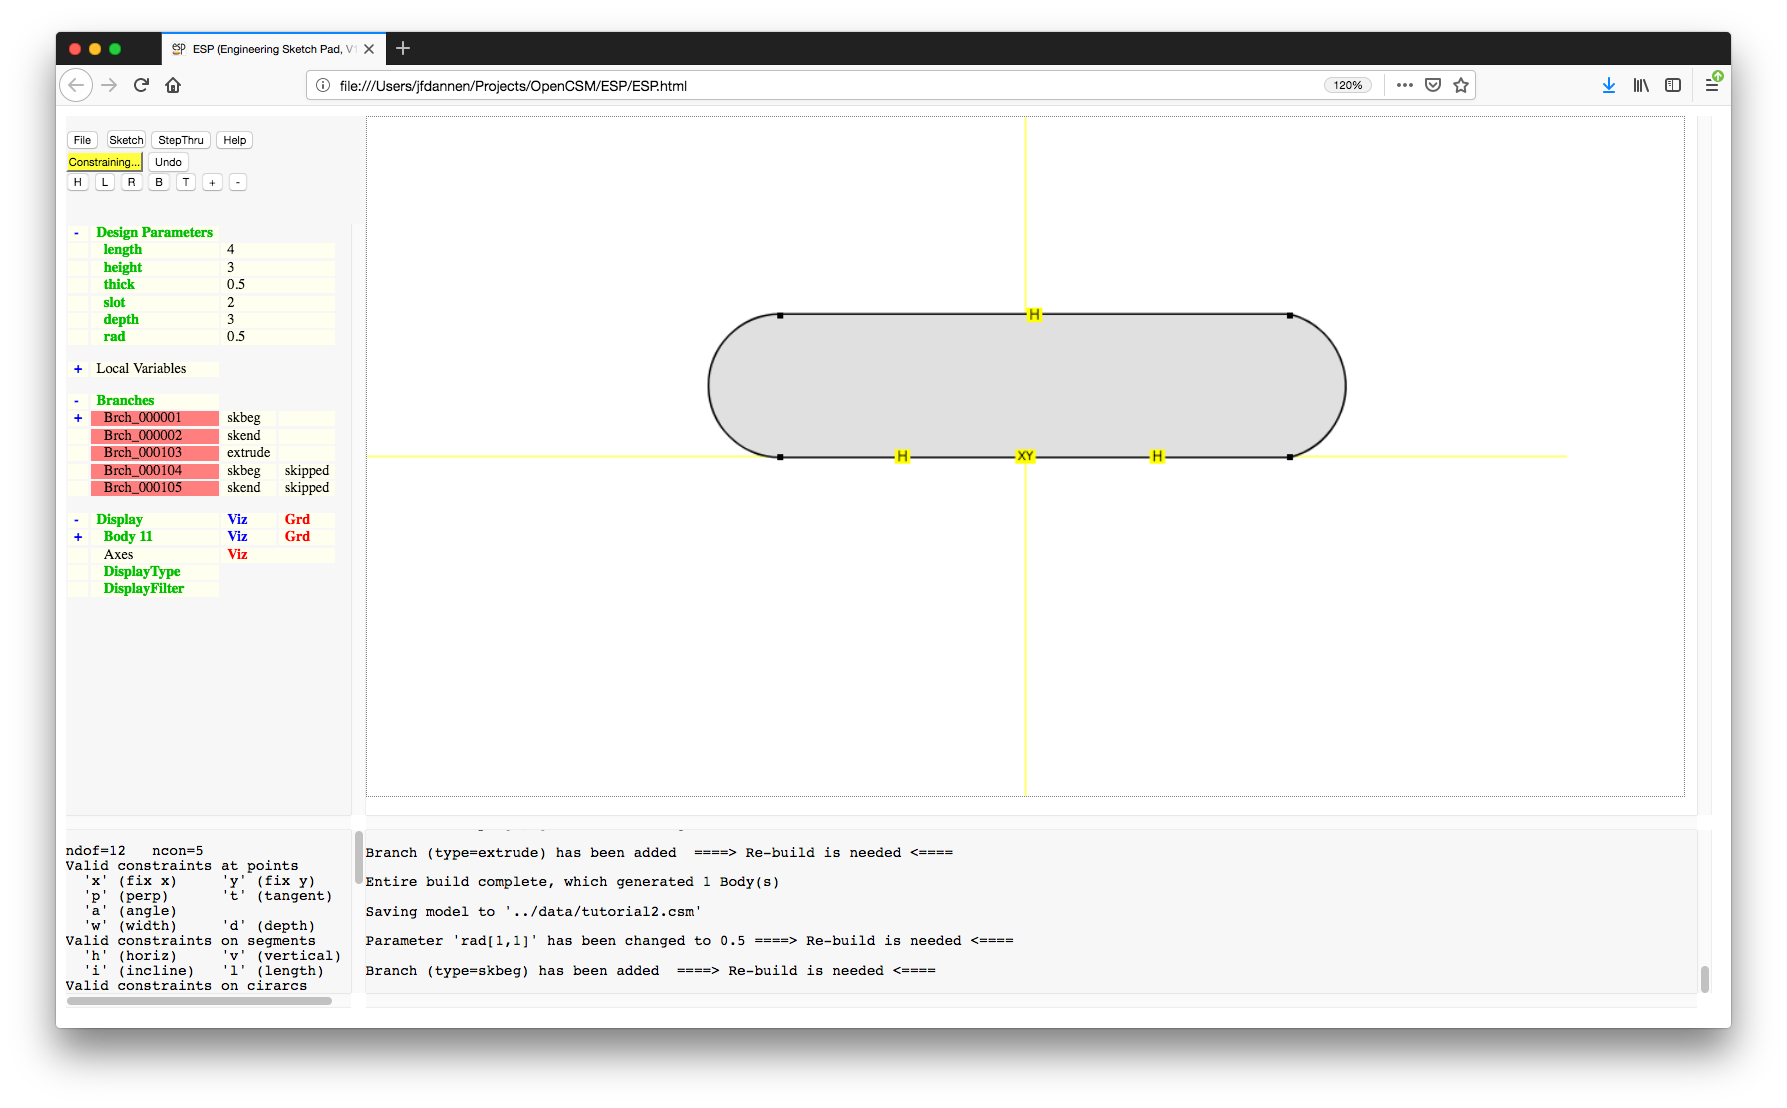 esp ESP (Engineering Sketch Pad, V1
file:///Users/jfdannen/Projects/OpenCSM/ESP/ESP.html 120%
File Sketch StepThru Help
Constraining... Undo
H L R B T + -
- Design Parameters
length 4
height 3
thick 0.5
slot 2
depth 3
rad 0.5
+ Local Variables
- Branches
+ Brch_000001 skbeg
Brch_000002 skend
Brch_000103 extrude
Brch_000104 skbeg skipped
Brch_000105 skend skipped
- Display Viz Grd
+ Body 11 Viz Grd
Axes Viz
DisplayType
DisplayFilter
H
H XY H
ndof=12 ncon=5
Valid constraints at points
'x' (fix x) 'y' (fix y)
'p' (perp) 't' (tangent)
'a' (angle)
'w' (width) 'd' (depth)
Valid constraints on segments
'h' (horiz) 'v' (vertical)
'i' (incline) 'l' (length)
Valid constraints on cirarcs
Branch (type=extrude) has been added ====> Re-build is needed <====
Entire build complete, which generated 1 Body(s)
Saving model to '../data/tutorial2.csm'
Parameter 'rad[1,1]' has been changed to 0.5 ====> Re-build is needed <====
Branch (type=skbeg) has been added ====> Re-build is needed <====